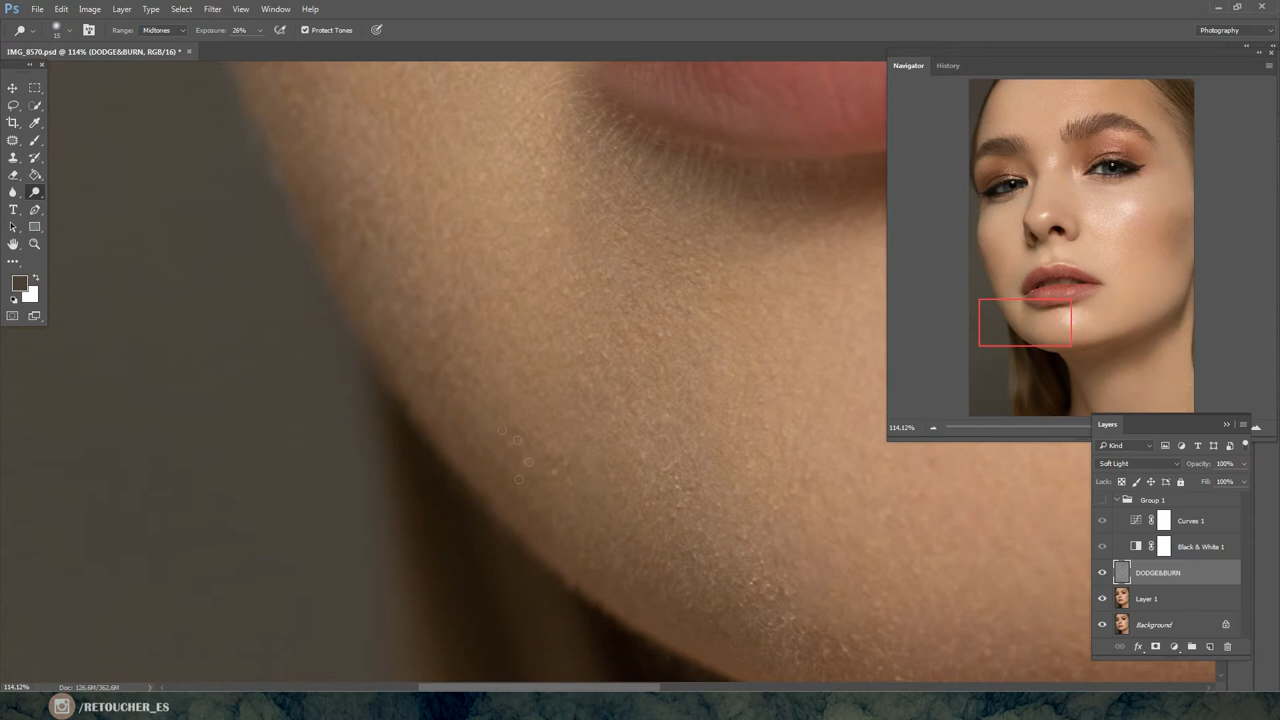 Ps File Edit Image Layer Type Select Filter View Window Help
15 Range: Midtones Exposure: 26% Protect Tones Photography
IMG_8570.psd @ 114% (DODGE&BURN, RGB/16) * ×
Navigator History
114,12%
Layers
Kind
Soft Light Opacity: 100%
Lock: Fill: 100%
Group 1
Curves 1
Black & White 1
DODGE&BURN
Layer 1
Background
fx
114,12% Doc: 126.6M/362.6M
/RETOUCHER_ES